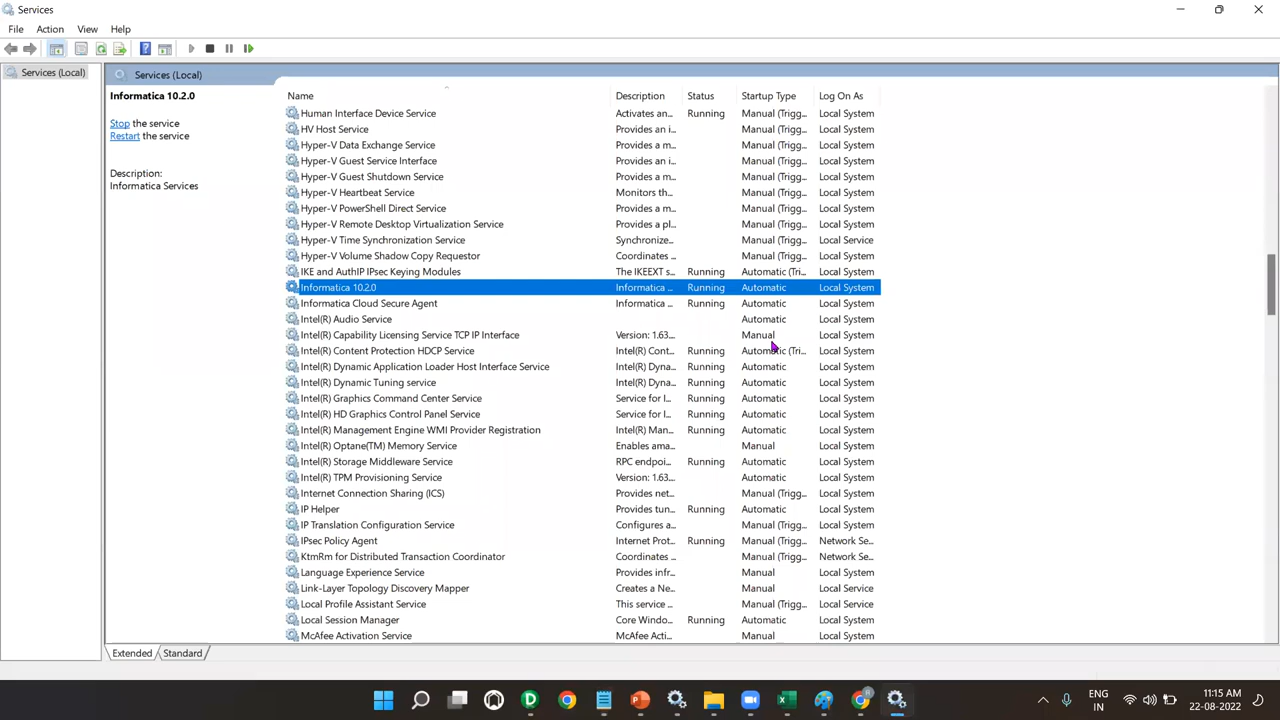 Services
File Action View Help
Services (Local)
Services (Local)
Informatica 10.2.0
Stop the service
Restart the service
Description:
Informatica Services
Name Description Status Startup Type Log On As
Human Interface Device Service Activates an... Running Manual (Trigg... Local System
HV Host Service Provides an i... Manual (Trigg... Local System
Hyper-V Data Exchange Service Provides a m... Manual (Trigg... Local System
Hyper-V Guest Service Interface Provides an i... Manual (Trigg... Local System
Hyper-V Guest Shutdown Service Provides a m... Manual (Trigg... Local System
Hyper-V Heartbeat Service Monitors th... Manual (Trigg... Local System
Hyper-V PowerShell Direct Service Provides a m... Manual (Trigg... Local System
Hyper-V Remote Desktop Virtualization Service Provides a pl... Manual (Trigg... Local System
Hyper-V Time Synchronization Service Synchronize... Manual (Trigg... Local Service
Hyper-V Volume Shadow Copy Requestor Coordinates ... Manual (Trigg... Local System
IKE and AuthIP IPsec Keying Modules The IKEEXT s... Running Automatic (Tri... Local System
Informatica 10.2.0 Informatica ... Running Automatic Local System
Informatica Cloud Secure Agent Informatica ... Running Automatic Local System
Intel(R) Audio Service Automatic Local System
Intel(R) Capability Licensing Service TCP IP Interface Version: 1.63... Manual Local System
Intel(R) Content Protection HDCP Service Intel(R) Cont... Running Automatic (Tri... Local System
Intel(R) Dynamic Application Loader Host Interface Service Intel(R) Dyna... Running Automatic Local System
Intel(R) Dynamic Tuning service Intel(R) Dyna... Running Automatic Local System
Intel(R) Graphics Command Center Service Service for I... Running Automatic Local System
Intel(R) HD Graphics Control Panel Service Service for I... Running Automatic Local System
Intel(R) Management Engine WMI Provider Registration Intel(R) Man... Running Automatic Local System
Intel(R) Optane(TM) Memory Service Enables ama... Manual Local System
Intel(R) Storage Middleware Service RPC endpoi... Running Automatic Local System
Intel(R) TPM Provisioning Service Version: 1.63... Automatic Local System
Internet Connection Sharing (ICS) Provides net... Manual (Trigg... Local System
IP Helper Provides tun... Running Automatic Local System
IP Translation Configuration Service Configures a... Manual (Trigg... Local System
IPsec Policy Agent Internet Prot... Running Manual (Trigg... Network Se...
KtmRm for Distributed Transaction Coordinator Coordinates ... Manual (Trigg... Network Se...
Language Experience Service Provides infr... Manual Local System
Link-Layer Topology Discovery Mapper Creates a Ne... Manual Local Service
Local Profile Assistant Service This service ... Manual (Trigg... Local Service
Local Session Manager Core Windo... Running Automatic Local System
McAfee Activation Service McAfee Acti... Manual Local System
Extended Standard
ENG
IN
11:15 AM
22-08-2022